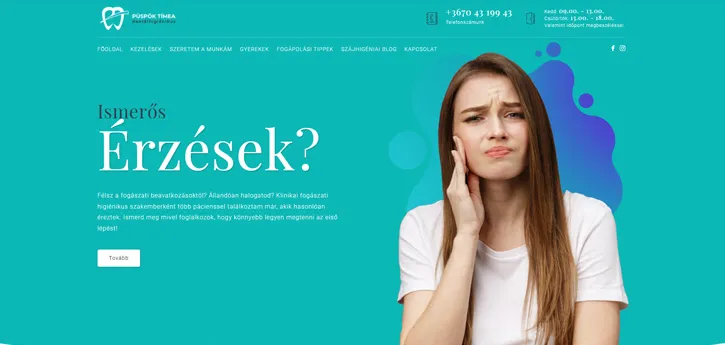 PÜSPÖK TÍMEA
+3670 43 199 43
Telefonszámunk
Kedd: 09.00. - 13.00.
Csütörtök: 13.00. - 18.00.
Valamint időpont megbeszéléssel
FŐOLDAL KEZELÉSEK SZERETEM A MUNKÁM GYEREKEK FOGÁPOLÁSI TIPPEK SZÁJHIGÉNIAI BLOG KAPCSOLAT
Ismerős
Érzések?
Félsz a fogászati beavatkozásoktól? Állandóan halogatod? Klinikai fogászati
higiénikus szakemberként több pácienssel találkoztam már, akik hasonlóan
éreztek. Ismerd meg mivel foglalkozok, hogy könnyebb legyen megtenni az első
lépést!
Tovább